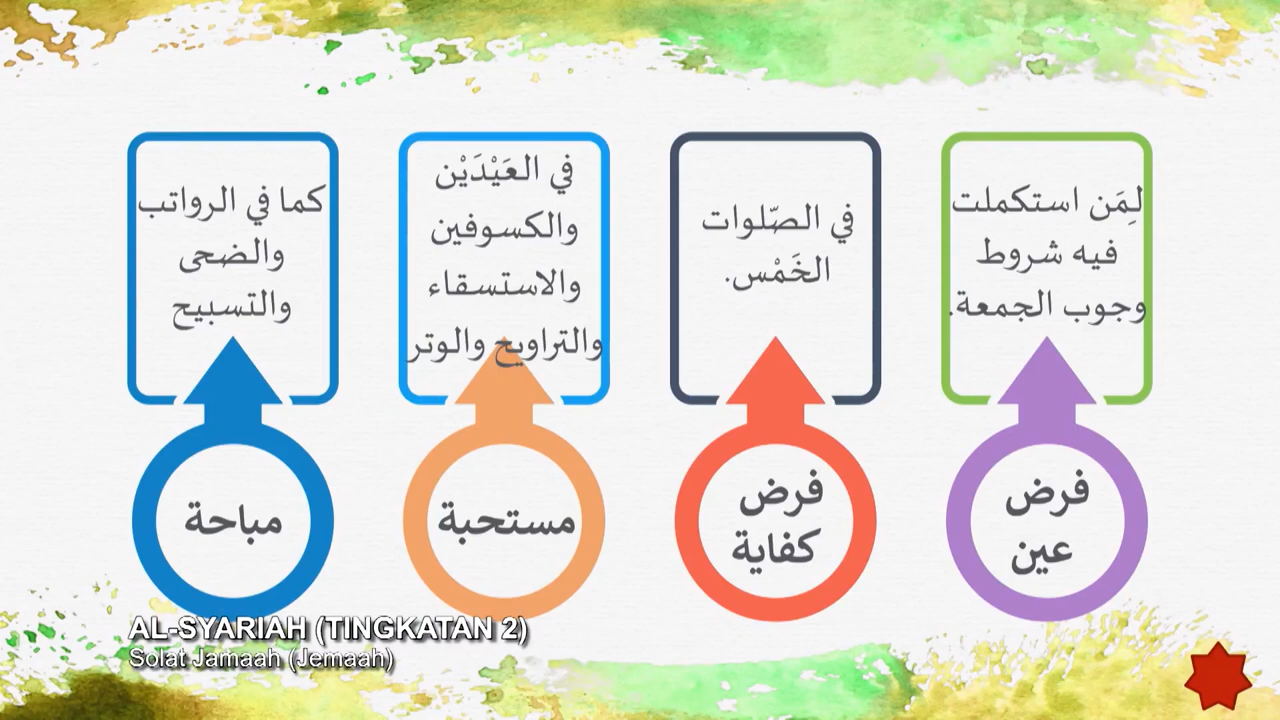 لِمَن استكملت
فيه شروط
وجوب الجمعة.
فرض
عين
في الصّلوات
الخَمْس.
فرض
كفاية
في العَيْدَيْن
والكسوفين
والاستسقاء
والتراويح والوتر
مستحبة
كما في الرواتب
والضحى
والتسبيح
مباحة
AL-SYARIAH (TINGKATAN 2)
Solat Jamaah (Jemaah)